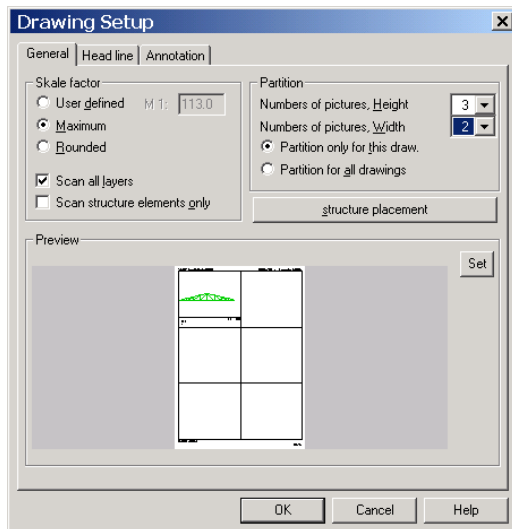 Drawing Setup
General Head line Annotation
Skale factor
User defined M 1: 113.0
Maximum
Rounded
Scan all layers
Scan structure elements only
Partition
Numbers of pictures, Height 3
Numbers of pictures, Width 2
Partition only for this draw.
Partition for all drawings
structure placement
Preview
Set
OK Cancel Help